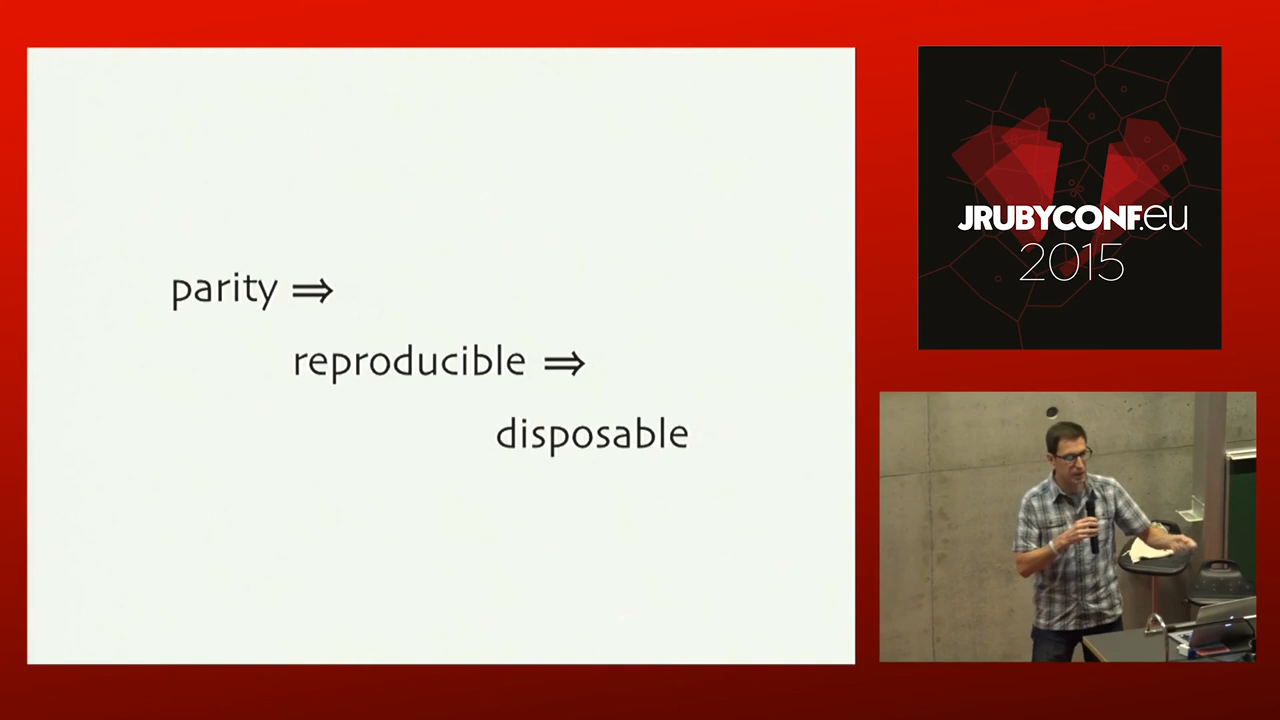 parity ⇒
reproducible ⇒
disposable
JRUBYCONF.eu
2015